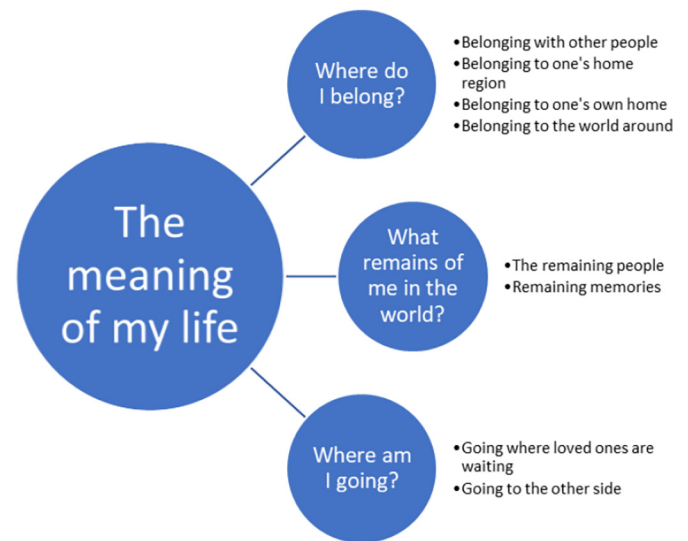 The
meaning
of my life
Where do
I belong?
•Belonging with other people
•Belonging to one's home
region
•Belonging to one's own home
•Belonging to the world around
What
remains of
me in the
world?
•The remaining people
•Remaining memories
Where am
I going?
•Going where loved ones are
waiting
•Going to the other side